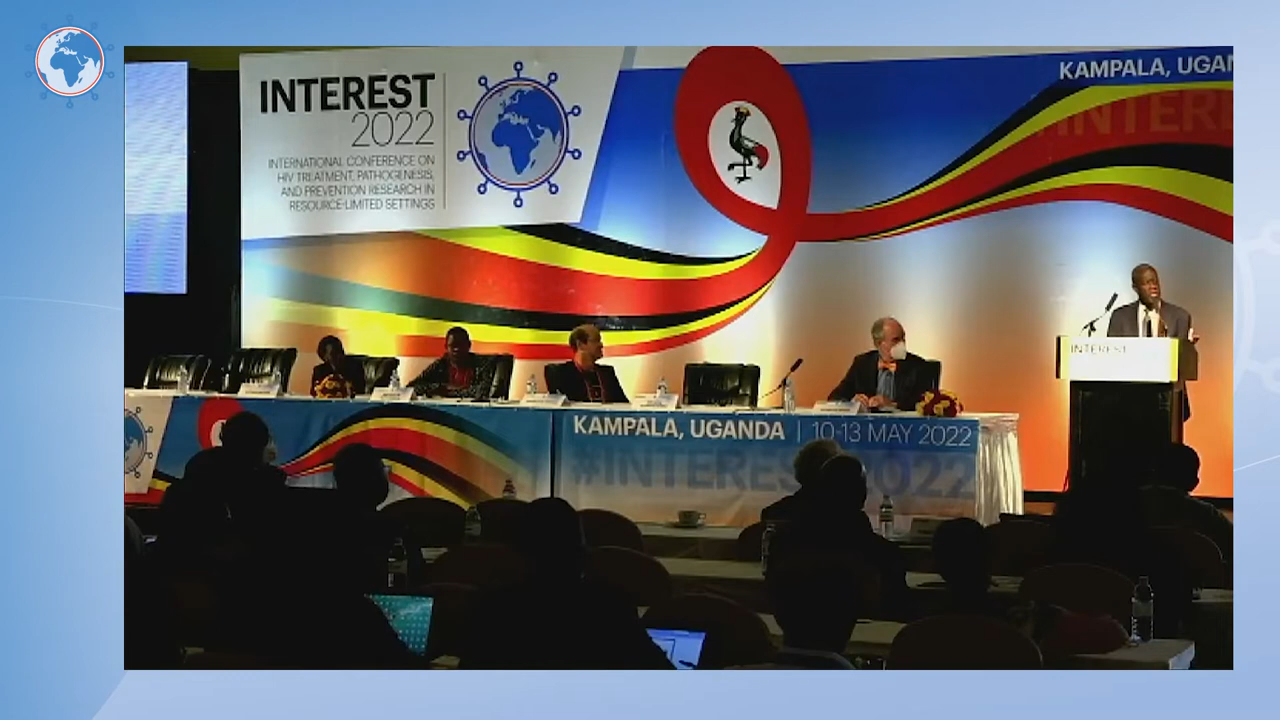 INTEREST
2022
INTERNATIONAL CONFERENCE ON
HIV TREATMENT, PATHOGENESIS,
AND PREVENTION RESEARCH IN
RESOURCE-LIMITED SETTINGS
KAMPALA, UGAN
#INTERE
INTEREST
KAMPALA, UGANDA | 10-13 MAY 2022
#INTEREST2022